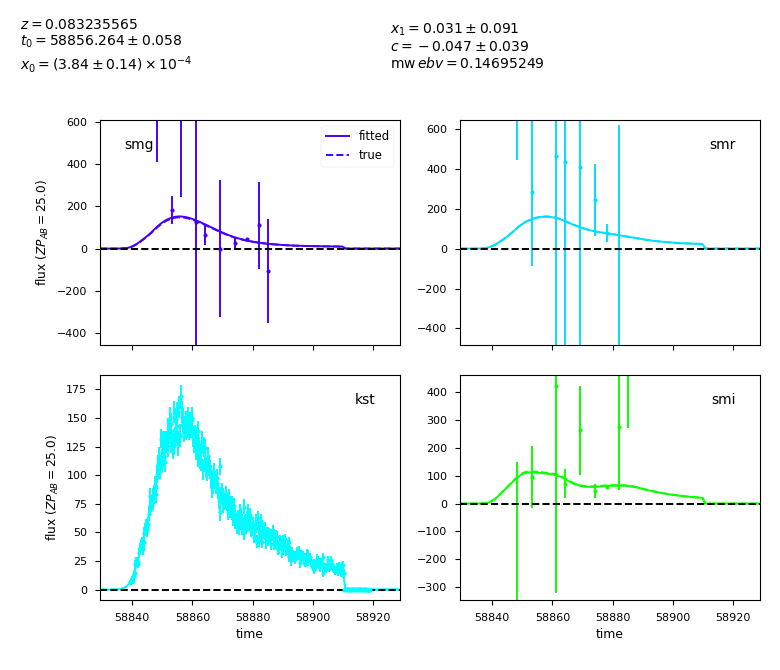 z = 0.083235565
t₀ = 58856.264 ± 0.058
x₀ = (3.84 ± 0.14) × 10⁻⁴
x₁ = 0.031 ± 0.091
c = −0.047 ± 0.039
mw ebv = 0.14695249
600
400
200
0
−200
−400
flux (ZP_AB = 25.0)
smg
fitted
true
600
400
200
0
−200
−400
smr
175
150
125
100
75
50
25
0
flux (ZP_AB = 25.0)
kst
58840 58860 58880 58900 58920
time
400
300
200
100
0
−100
−200
−300
smi
58840 58860 58880 58900 58920
time